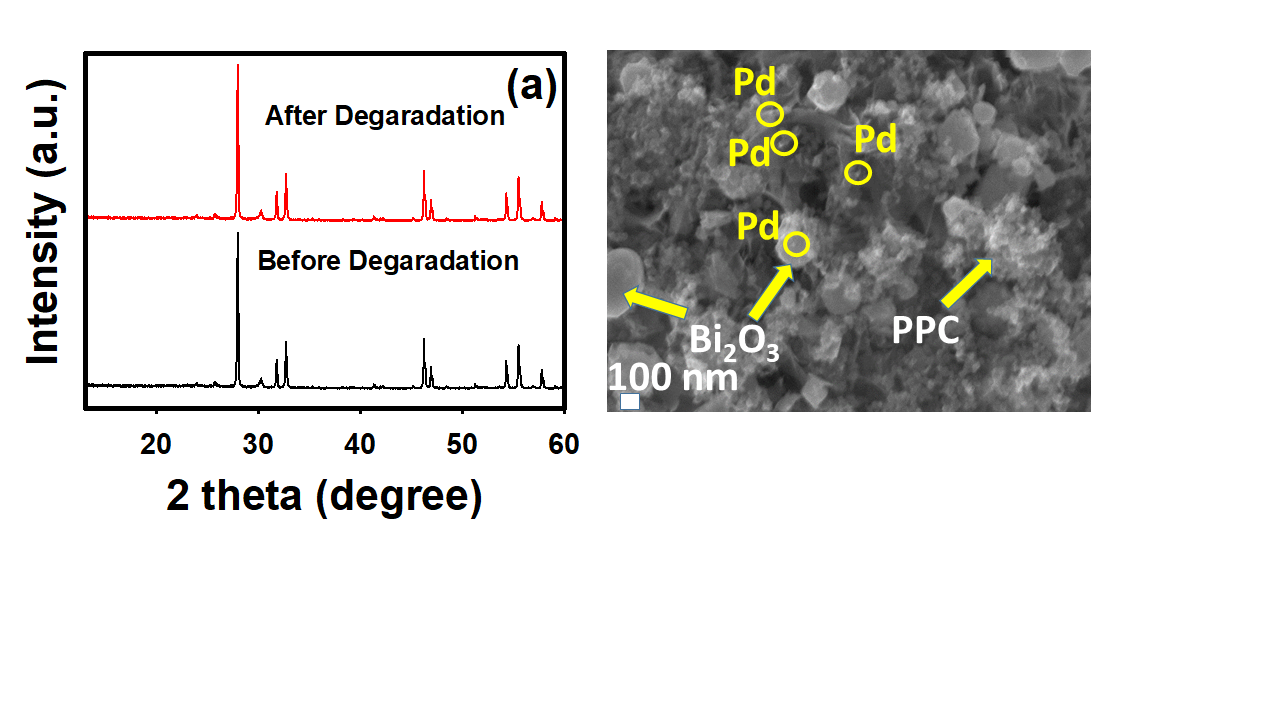 Intensity (a.u.)
(a)
After Degaradation
Before Degaradation
20 30 40 50 60
2 theta (degree)
Pd
Pd
Pd
Pd
Bi₂O₃
PPC
100 nm